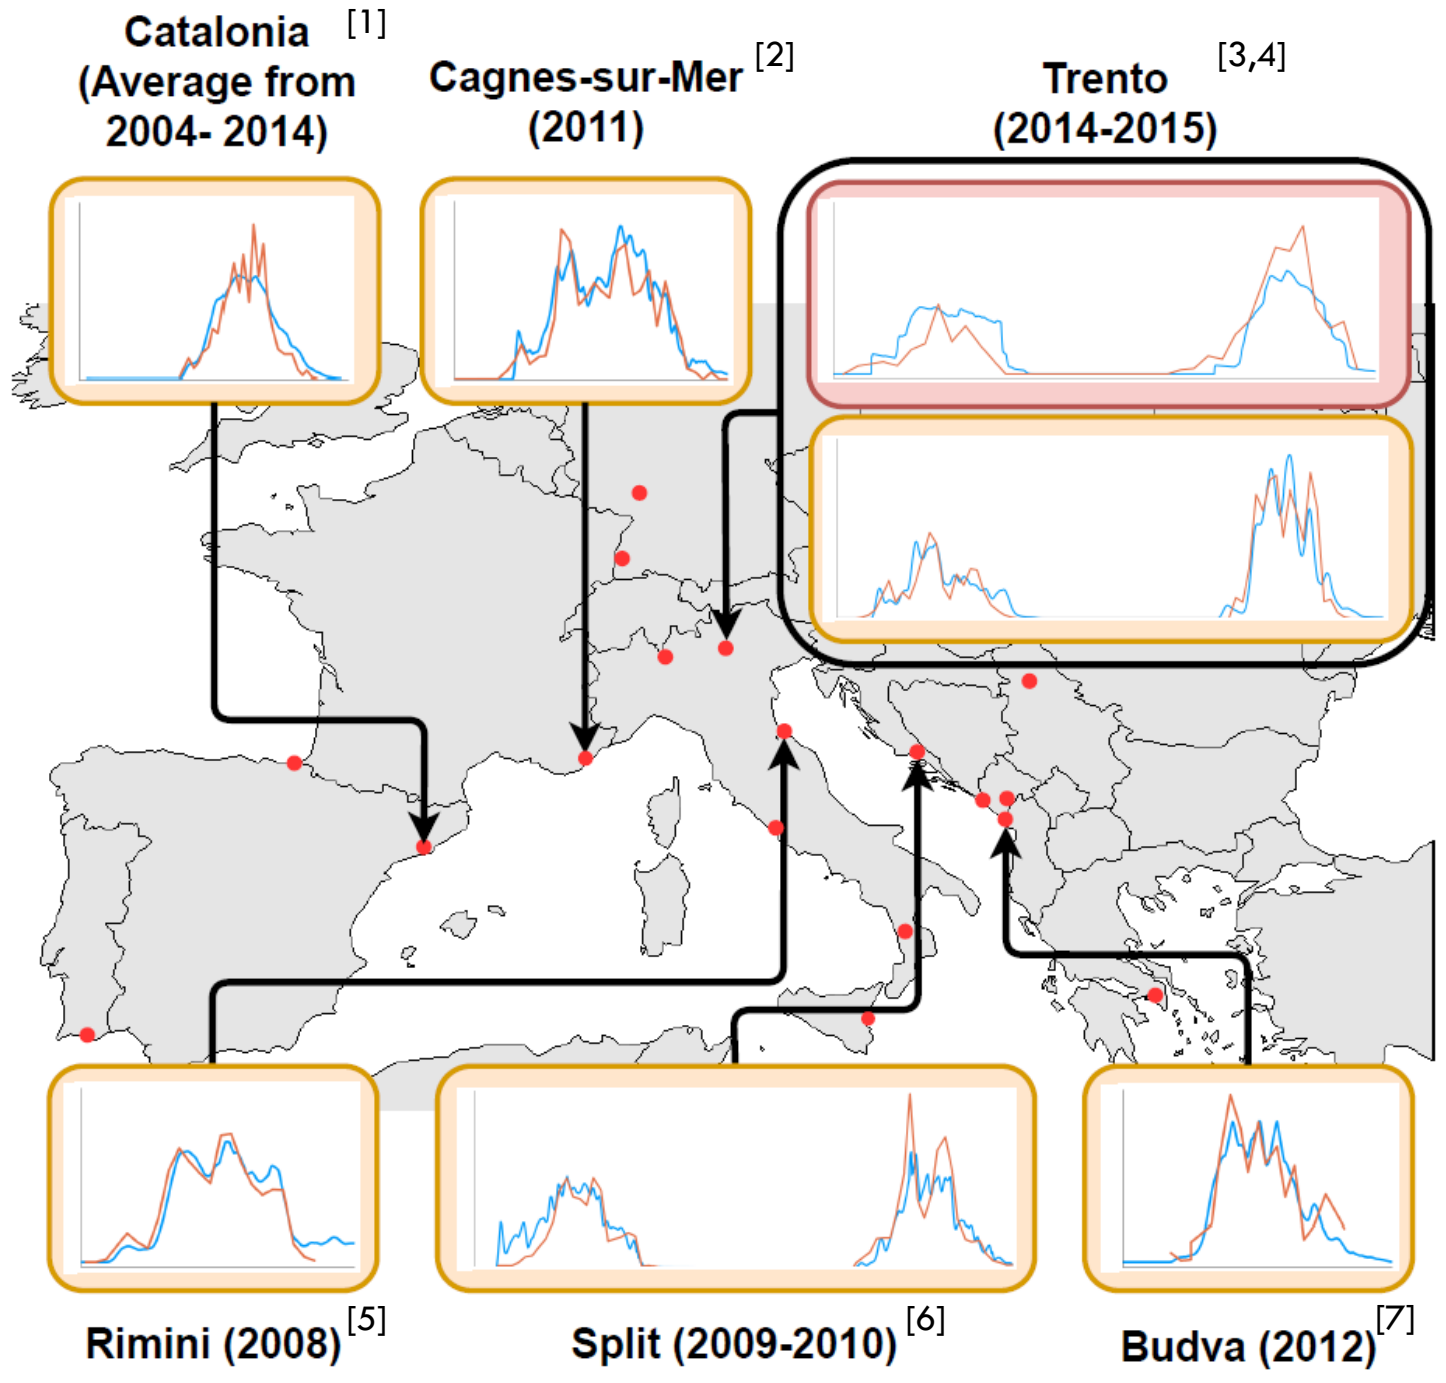 Catalonia [1]
(Average from
2004- 2014)
Cagnes-sur-Mer [2]
(2011)
Trento [3,4]
(2014-2015)
Rimini (2008) [5]
Split (2009-2010) [6]
Budva (2012) [7]